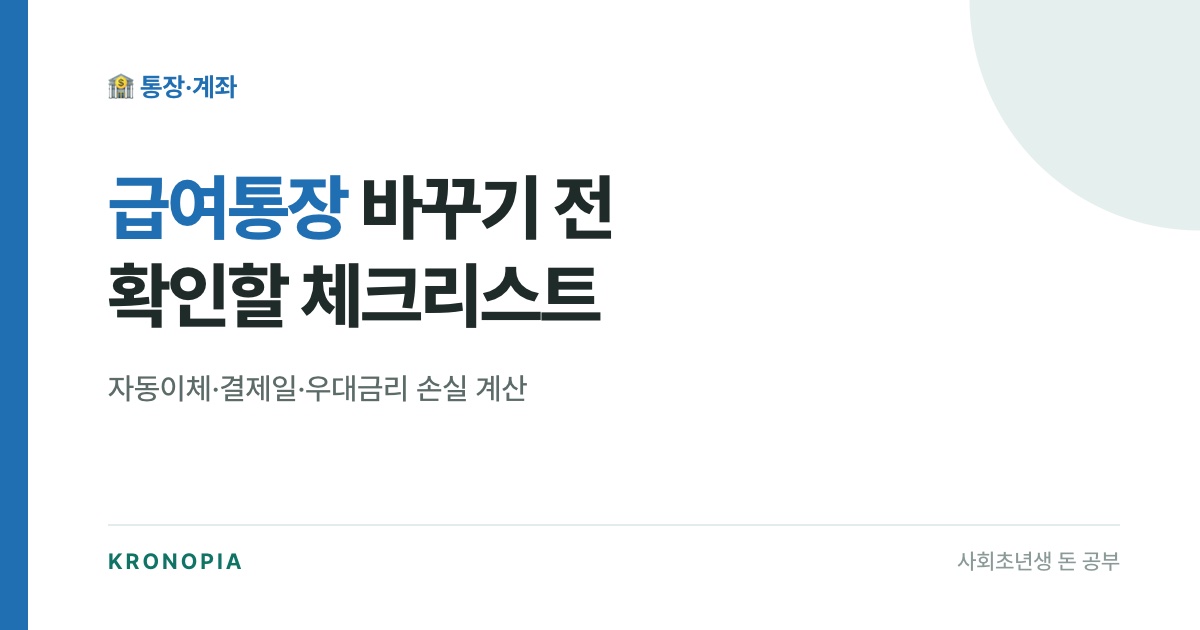 통장·계좌
급여통장 바꾸기 전
확인할 체크리스트
자동이체·결제일·우대금리 손실 계산
KRONOPIA
사회초년생 돈 공부